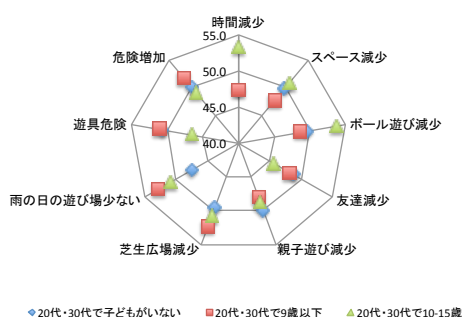 時間減少
55.0
危険増加
スペース減少
50.0
45.0
遊具危険
ボール遊び減少
40.0
雨の日の遊び場少ない
友達減少
芝生広場減少
親子遊び減少
20代・30代で子どもがいない
20代・30代で9歳以下
20代・30代で10-15歳